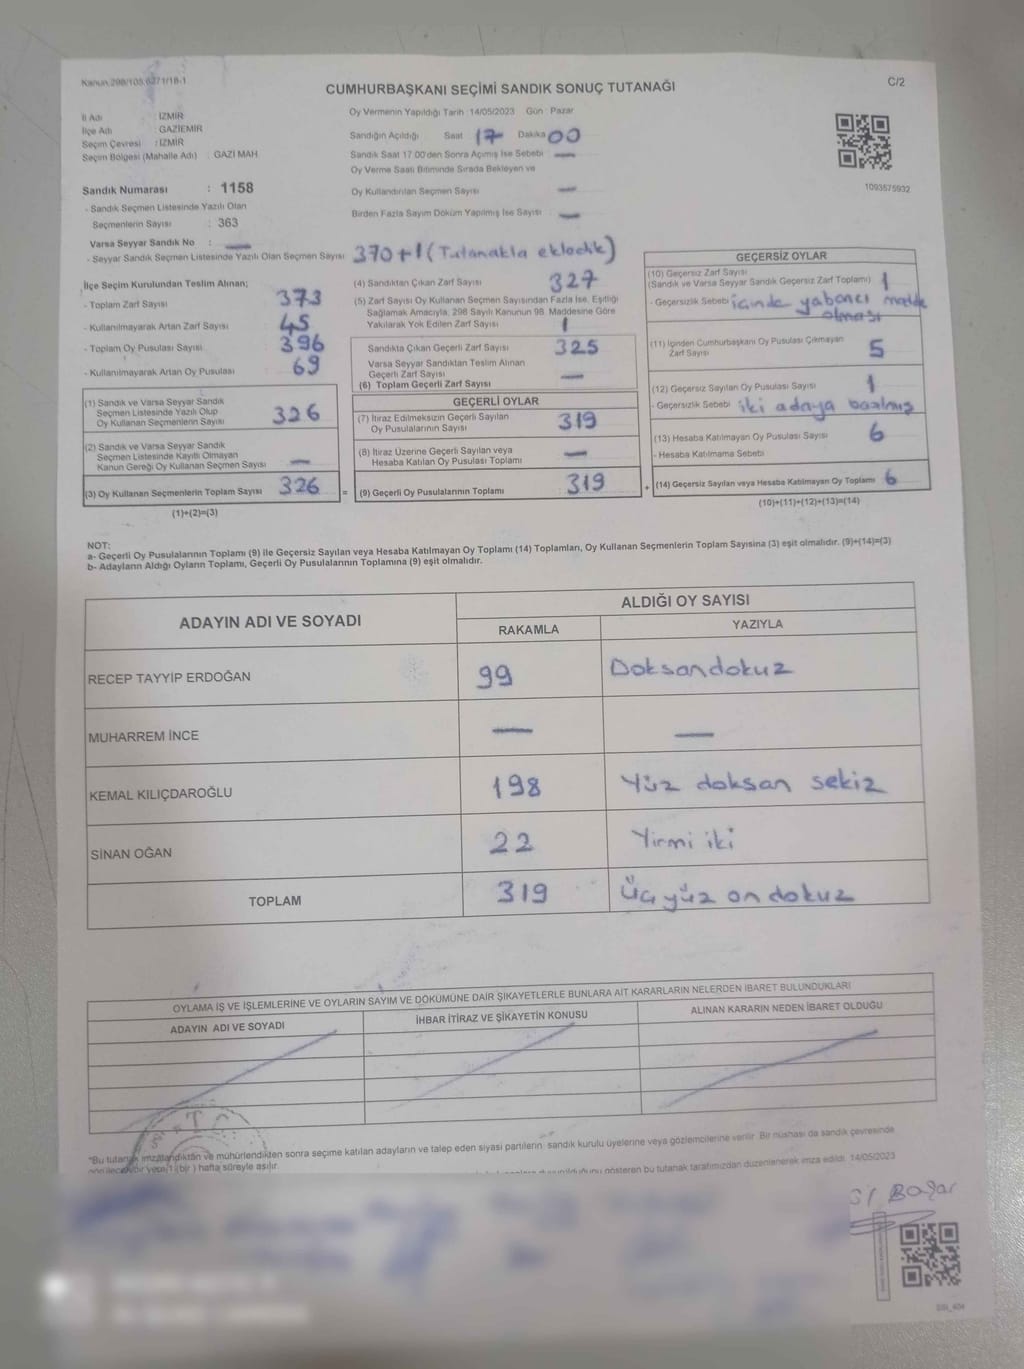 Kanun:298/105,6271/18-1
C/2
CUMHURBAŞKANI SEÇİMİ SANDIK SONUÇ TUTANAĞI
İl Adı : İZMİR
İlçe Adı : GAZİEMİR
Seçim Çevresi : İZMİR
Seçim Bölgesi (Mahalle Adı) : GAZİ MAH
Sandık Numarası : 1158
- Sandık Seçmen Listesinde Yazılı Olan
Seçmenlerin Sayısı : 363
Varsa Seyyar Sandık No : —
- Seyyar Sandık Seçmen Listesinde Yazılı Olan Seçmen Sayısı
Oy Vermenin Yapıldığı Tarih :14/05/2023 Gün : Pazar
Sandığın Açıldığı Saat 17 Dakika 00
Sandık Saat 17.00'den Sonra Açımış İse Sebebi : —
Oy Verme Saati Bitiminde Sırada Bekleyen ve
Oy Kullandırılan Seçmen Sayısı —
Birden Fazla Sayım Döküm Yapılmış İse Sayısı : —
370+1 (Tutanakla ekledik)
1093575932
İlçe Seçim Kurulundan Teslim Alınan;
- Toplam Zarf Sayısı 373
- Kullanılmayarak Artan Zarf Sayısı 45
- Toplam Oy Pusulası Sayısı 396
- Kullanılmayarak Artan Oy Pusulası 69
(1) Sandık ve Varsa Seyyar Sandık
Seçmen Listesinde Yazılı Olup
Oy Kullanan Seçmenlerin Sayısı 326
(2) Sandık ve Varsa Seyyar Sandık
Seçmen Listesinde Kayıtlı Olmayan
Kanun Gereği Oy Kullanan Seçmen Sayısı —
(3) Oy Kullanan Seçmenlerin Toplam Sayısı 326
(1)+(2)=(3)
(4) Sandıktan Çıkan Zarf Sayısı 327
(5) Zarf Sayısı Oy Kullanan Seçmen Sayısından Fazla İse, Eşitliği
Sağlamak Amacıyla, 298 Sayılı Kanunun 98. Maddesine Göre
Yakılarak Yok Edilen Zarf Sayısı 1
Sandıkta Çıkan Geçerli Zarf Sayısı 325
Varsa Seyyar Sandıktan Teslim Alınan
Geçerli Zarf Sayısı —
(6) Toplam Geçerli Zarf Sayısı
GEÇERLİ OYLAR
(7) İtiraz Edilmeksizin Geçerli Sayılan
Oy Pusulalarının Sayısı 319
(8) İtiraz Üzerine Geçerli Sayılan veya
Hesaba Katılan Oy Pusulası Toplamı —
= (9) Geçerli Oy Pusulalarının Toplamı 319
GEÇERSİZ OYLAR
(10) Geçersiz Zarf Sayısı
(Sandık ve Varsa Seyyar Sandık Geçersiz Zarf Toplamı) 1
- Geçersizlik Sebebi içinde yabancı madde
olması
(11) İçinden Cumhurbaşkanı Oy Pusulası Çıkmayan
Zarf Sayısı 5
(12) Geçersiz Sayılan Oy Pusulası Sayısı 1
- Geçersizlik Sebebi iki adaya basılmış
(13) Hesaba Katılmayan Oy Pusulası Sayısı 6
- Hesaba Katılmama Sebebi
+ (14) Geçersiz Sayılan veya Hesaba Katılmayan Oy Toplamı 6
(10)+(11)+(12)+(13)=(14)
NOT:
a- Geçerli Oy Pusulalarının Toplamı (9) ile Geçersiz Sayılan veya Hesaba Katılmayan Oy Toplamı (14) Toplamları, Oy Kullanan Seçmenlerin Toplam Sayısına (3) eşit olmalıdır. (9)+(14)=(3)
b- Adayların Aldığı Oyların Toplamı, Geçerli Oy Pusulalarının Toplamına (9) eşit olmalıdır.
ADAYIN ADI VE SOYADI
ALDIĞI OY SAYISI
RAKAMLA YAZIYLA
RECEP TAYYİP ERDOĞAN 99 Doksandokuz
MUHARREM İNCE — —
KEMAL KILIÇDAROĞLU 198 Yüz doksan sekiz
SİNAN OĞAN 22 Yirmi iki
TOPLAM 319 Üçyüz on dokuz
OYLAMA İŞ VE İŞLEMLERİNE VE OYLARIN SAYIM VE DÖKÜMÜNE DAİR ŞİKAYETLERLE BUNLARA AİT KARARLARIN NELERDEN İBARET BULUNDUKLARI
ADAYIN ADI VE SOYADI İHBAR İTİRAZ VE ŞİKAYETİN KONUSU ALINAN KARARIN NEDEN İBARET OLDUĞU
*Bu tutanak imzalandıktan ve mühürlendikten sonra seçime katılan adayların ve talep eden siyasi partilerin sandık kurulu üyelerine veya gözlemcilerine verilir. Bir nüshası da sandık çevresinde
görülecek bir yere 1 (bir) hafta süreyle asılır.
gösteren bu tutanak tarafımızdan düzenlenerek imza edildi. 14/05/2023